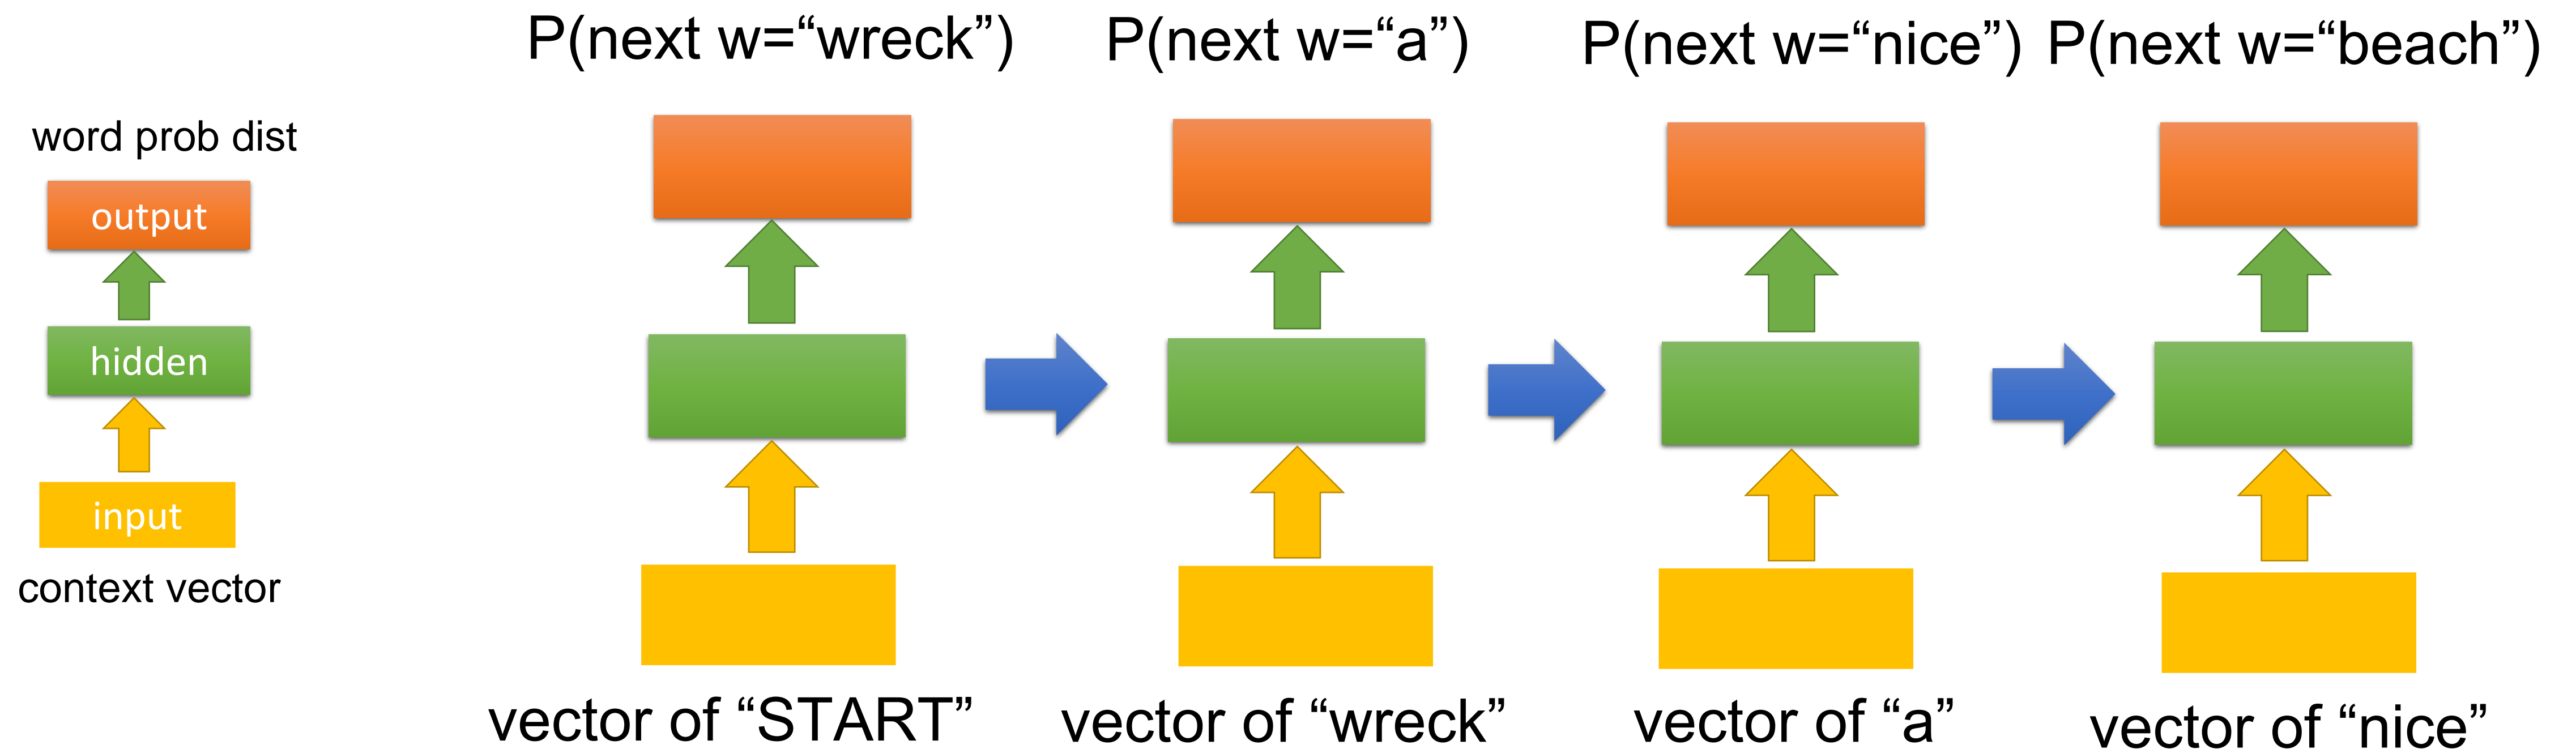 word prob dist
output
hidden
input
context vector
P(next w=“wreck”)
P(next w=“a”)
P(next w=“nice”)
P(next w=“beach”)
vector of “START”
vector of “wreck”
vector of “a”
vector of “nice”